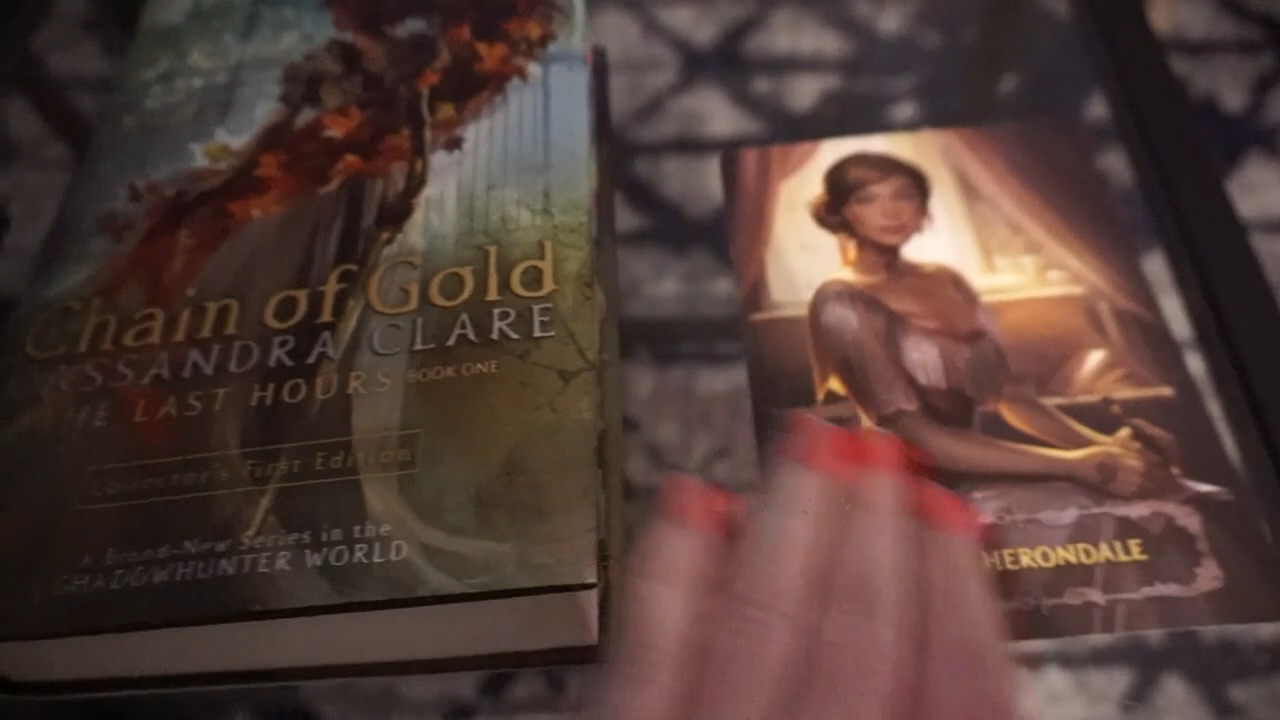 Chain of Gold
CASSANDRA CLARE
THE LAST HOURS BOOK ONE
Collector's First Edition
A Brand-New Series in the
SHADOWHUNTER WORLD
HERONDALE